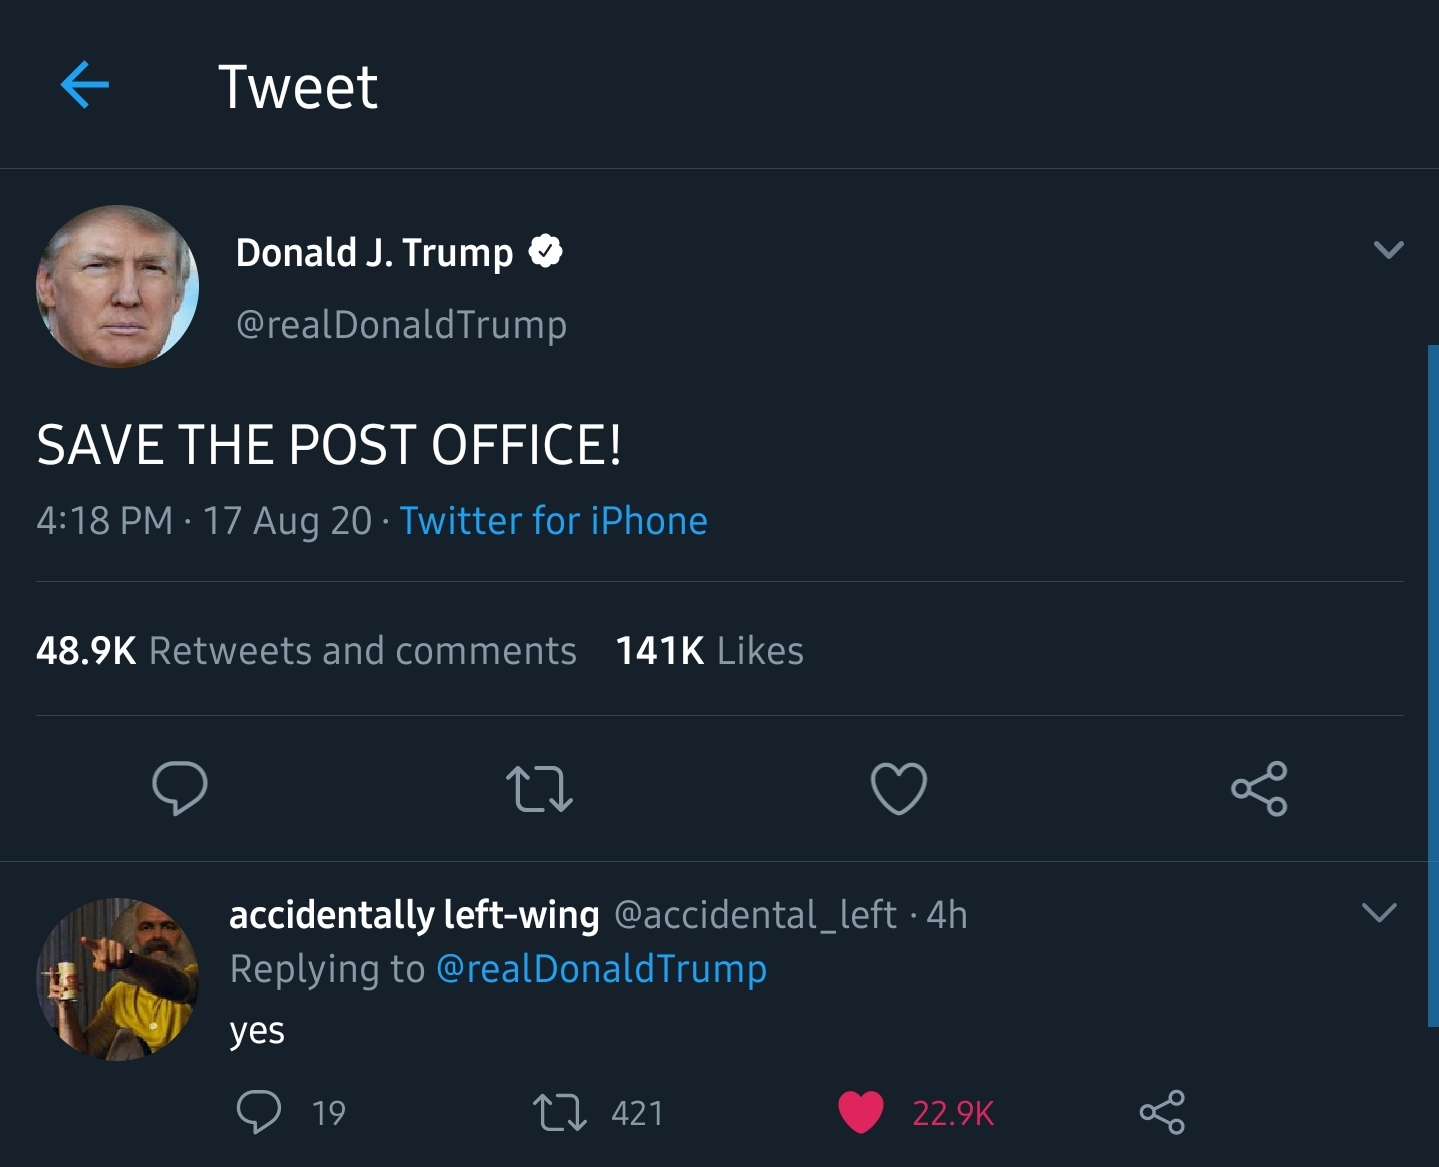 Tweet
Donald J. Trump
@realDonaldTrump
SAVE THE POST OFFICE!
4:18 PM · 17 Aug 20 · Twitter for iPhone
48.9K Retweets and comments 141K Likes
accidentally left-wing @accidental_left · 4h
Replying to @realDonaldTrump
yes
19 421 22.9K